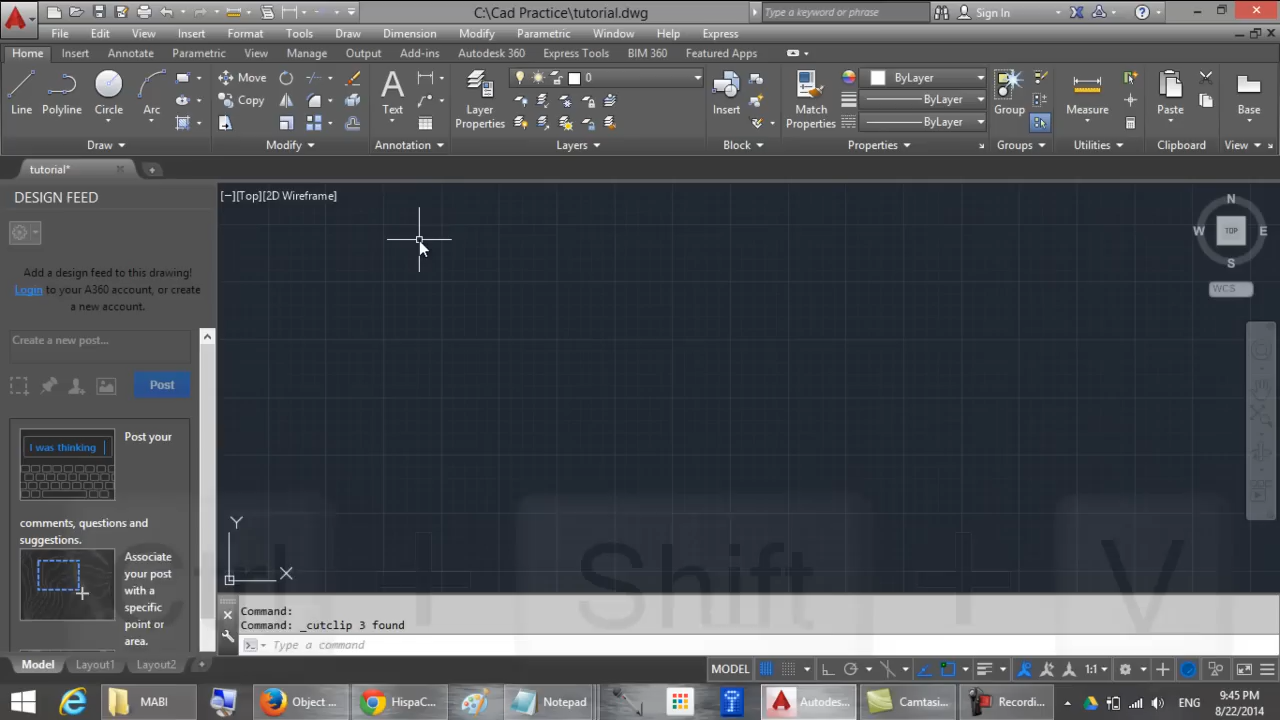 C:\Cad Practice\tutorial.dwg
Type a keyword or phrase
Sign In
File Edit View Insert Format Tools Draw Dimension Modify Parametric Window Help Express
Home Insert Annotate Parametric View Manage Output Add-ins Autodesk 360 Express Tools BIM 360 Featured Apps
Line Polyline Circle Arc
Move
Copy
Text
Layer Properties
0
Insert
Match Properties
ByLayer
ByLayer
ByLayer
Group
Measure
Paste
Base
Draw Modify Annotation Layers Block Properties Groups Utilities Clipboard View
tutorial*
DESIGN FEED
[−][Top][2D Wireframe]
Add a design feed to this drawing!
Login to your A360 account, or create
a new account.
Create a new post...
Post
I was thinking
Post your
comments, questions and
suggestions.
Associate
your post
with a
specific
point or
area.
N
W TOP E
S
WCS
Y
X
Ctrl + Shift + V
Command:
Command: _cutclip 3 found
Type a command
Model Layout1 Layout2
MODEL
1:1
MABI
Object ...
HispaC...
Notepad
Autodes...
Camtasi...
Recordi...
ENG
9:45 PM
8/22/2014